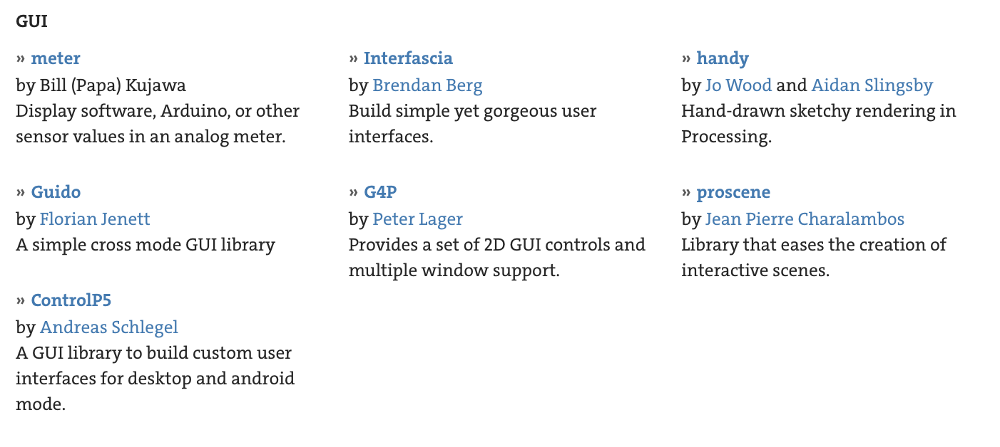 GUI
» meter
by Bill (Papa) Kujawa
Display software, Arduino, or other
sensor values in an analog meter.
» Interfascia
by Brendan Berg
Build simple yet gorgeous user
interfaces.
» handy
by Jo Wood and Aidan Slingsby
Hand-drawn sketchy rendering in
Processing.
» Guido
by Florian Jenett
A simple cross mode GUI library
» G4P
by Peter Lager
Provides a set of 2D GUI controls and
multiple window support.
» proscene
by Jean Pierre Charalambos
Library that eases the creation of
interactive scenes.
» ControlP5
by Andreas Schlegel
A GUI library to build custom user
interfaces for desktop and android
mode.